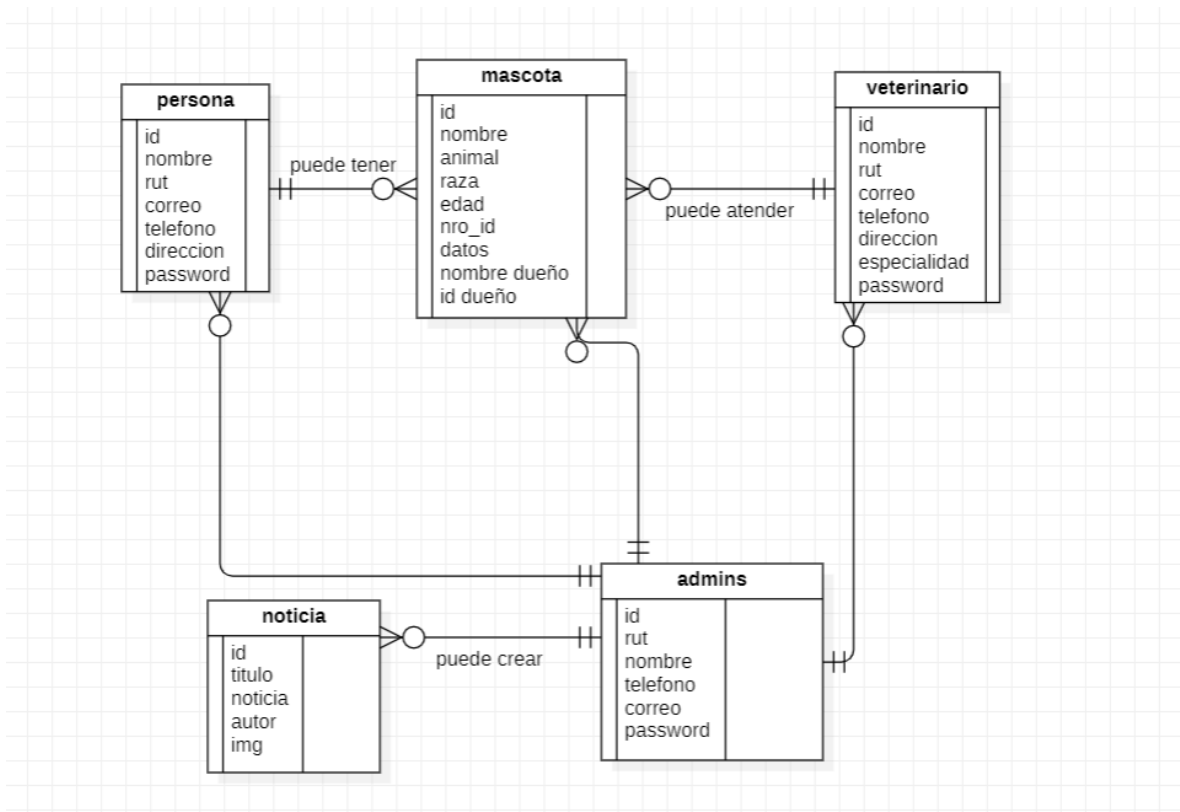 persona
id
nombre
rut
correo
telefono
direccion
password
puede tener
mascota
id
nombre
animal
raza
edad
nro_id
datos
nombre dueño
id dueño
puede atender
veterinario
id
nombre
rut
correo
telefono
direccion
especialidad
password
noticia
id
titulo
noticia
autor
img
puede crear
admins
id
rut
nombre
telefono
correo
password